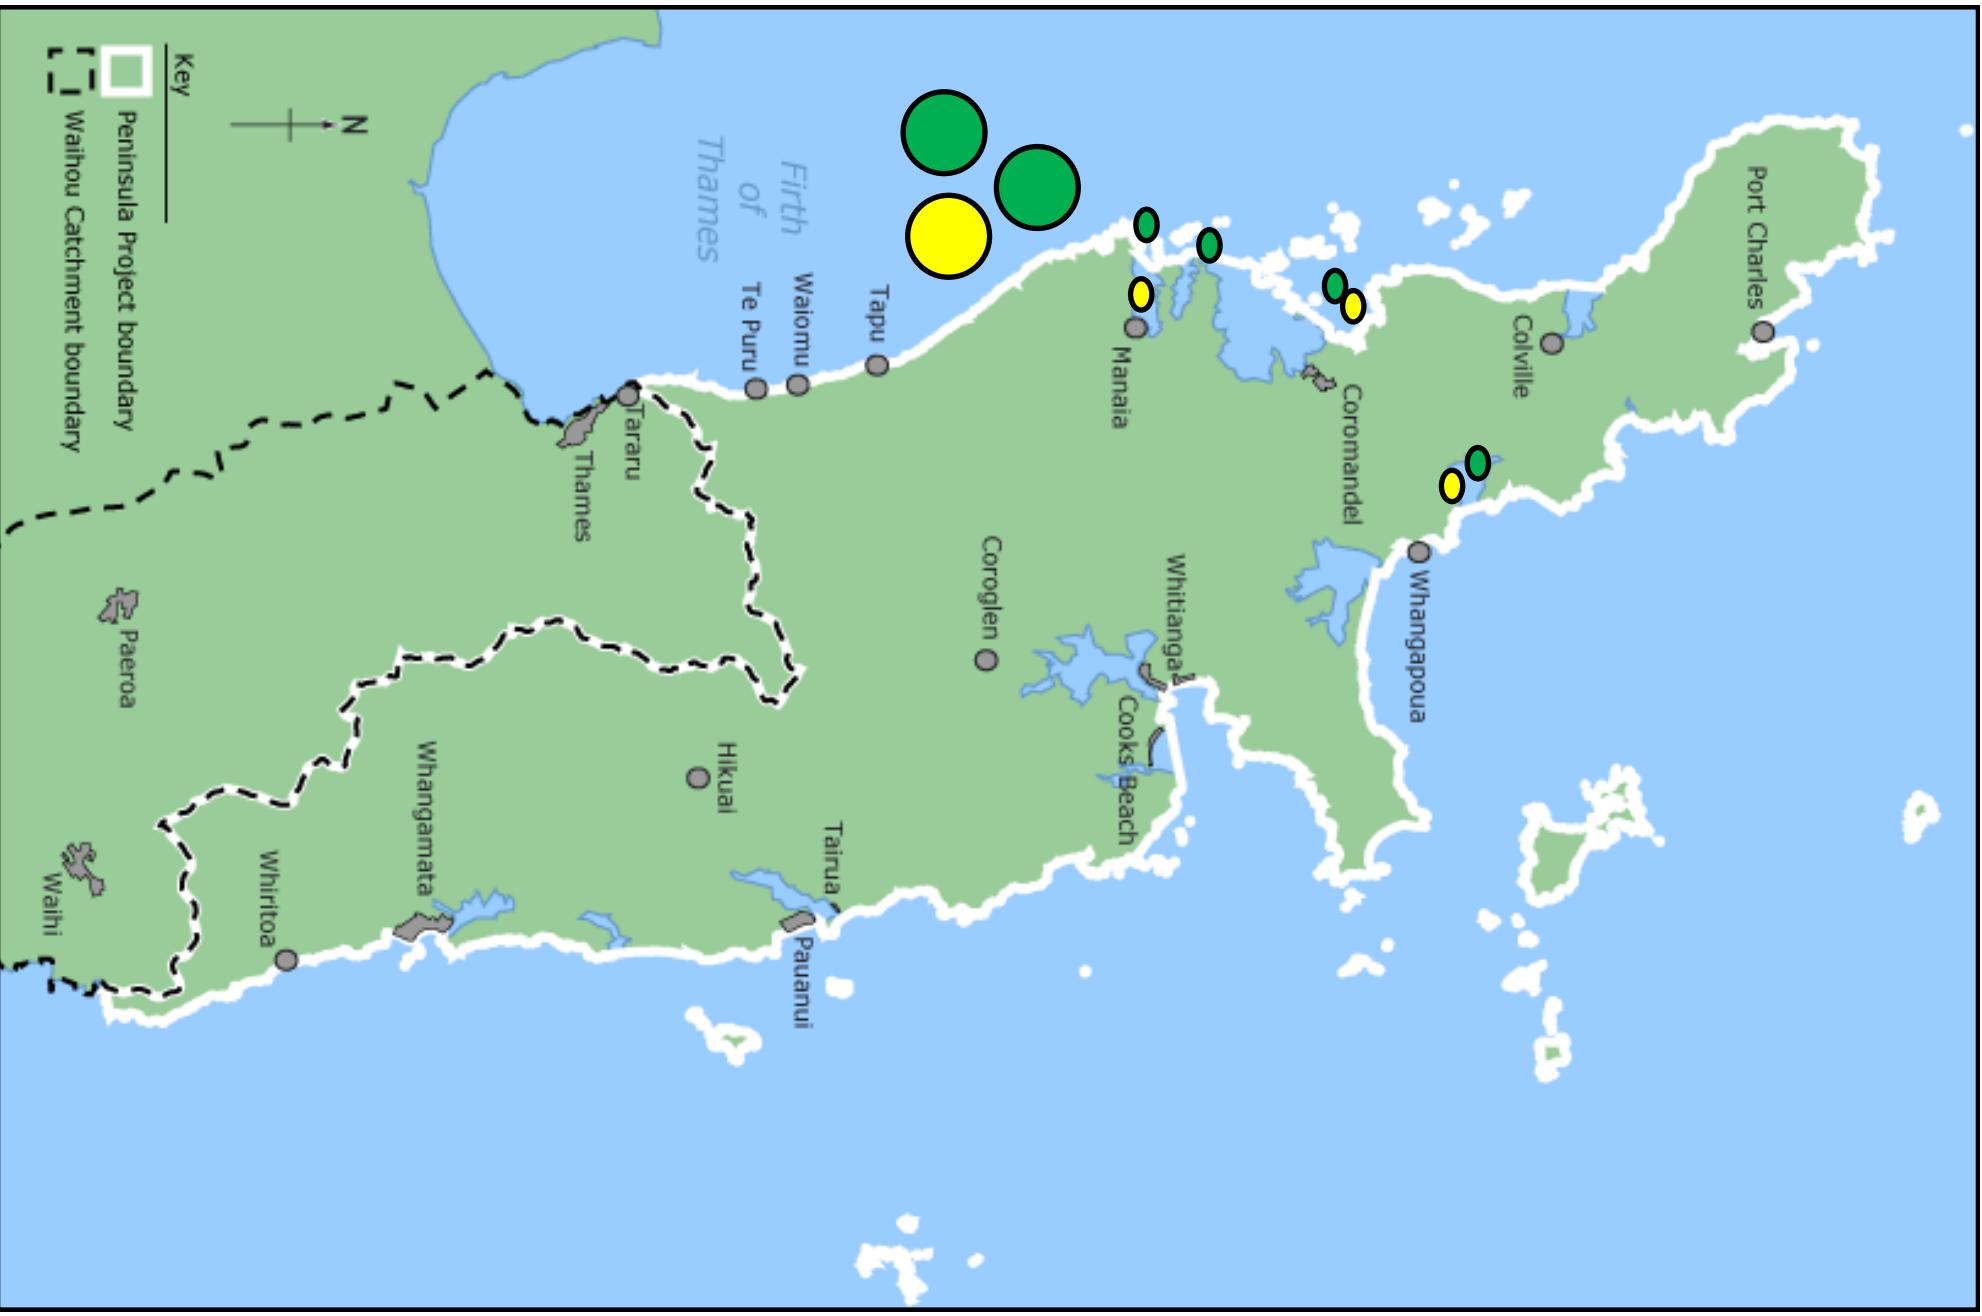 Port Charles
Colville
Coromandel
Whangapoua
Manaia
Whitianga
Cooks Beach
Coroglen
Tapu
Waiomu
Te Puru
Firth
of
Thames
Tairua
Pauanui
Hikuai
Tararu
Thames
Whangamata
Whiritoa
Paeroa
Waihi
N
Key
Peninsula Project boundary
Waihou Catchment boundary